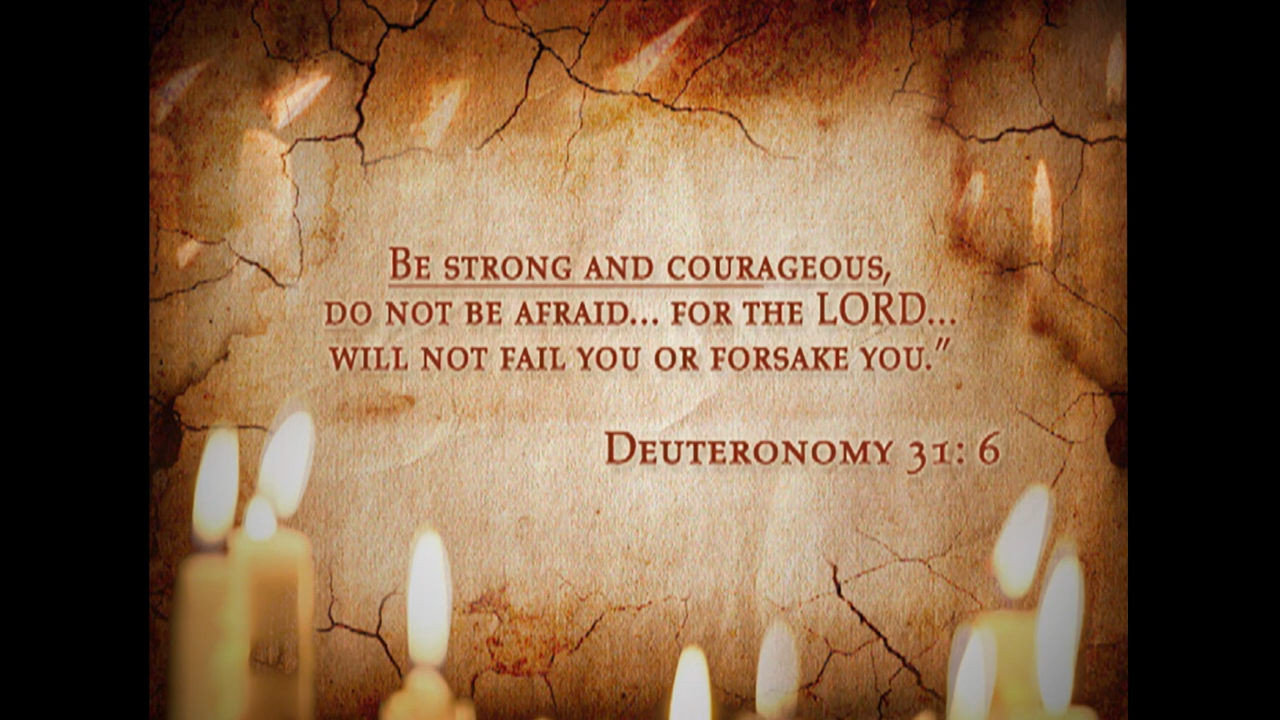 Be strong and courageous,
do not be afraid... for the LORD...
will not fail you or forsake you.”
Deuteronomy 31: 6